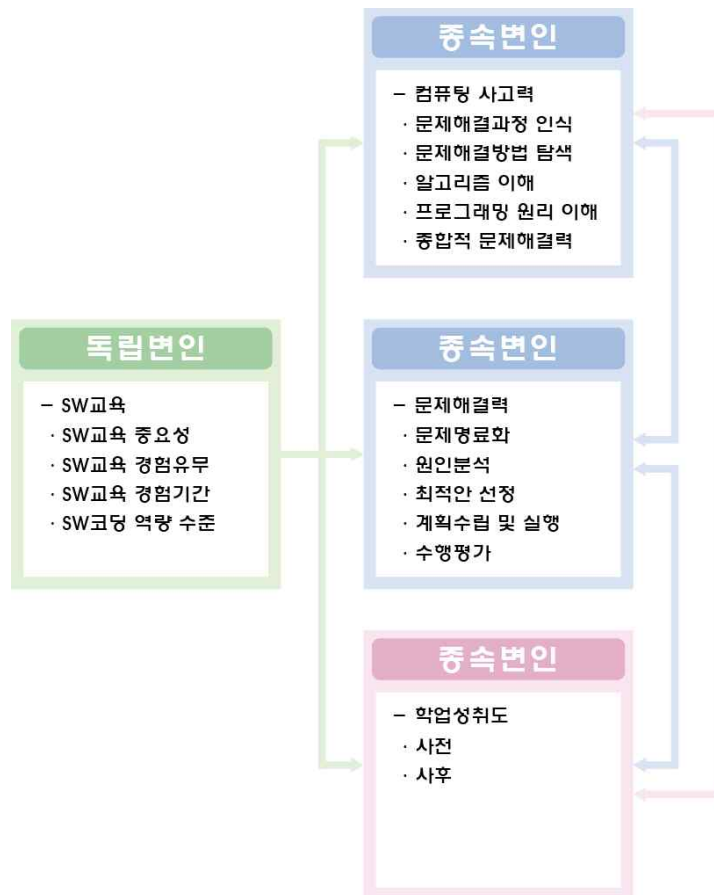 종속변인
– 컴퓨팅 사고력
· 문제해결과정 인식
· 문제해결방법 탐색
· 알고리즘 이해
· 프로그래밍 원리 이해
· 종합적 문제해결력
독립변인
– SW교육
· SW교육 중요성
· SW교육 경험유무
· SW교육 경험기간
· SW코딩 역량 수준
종속변인
– 문제해결력
· 문제명료화
· 원인분석
· 최적안 선정
· 계획수립 및 실행
· 수행평가
종속변인
– 학업성취도
· 사전
· 사후